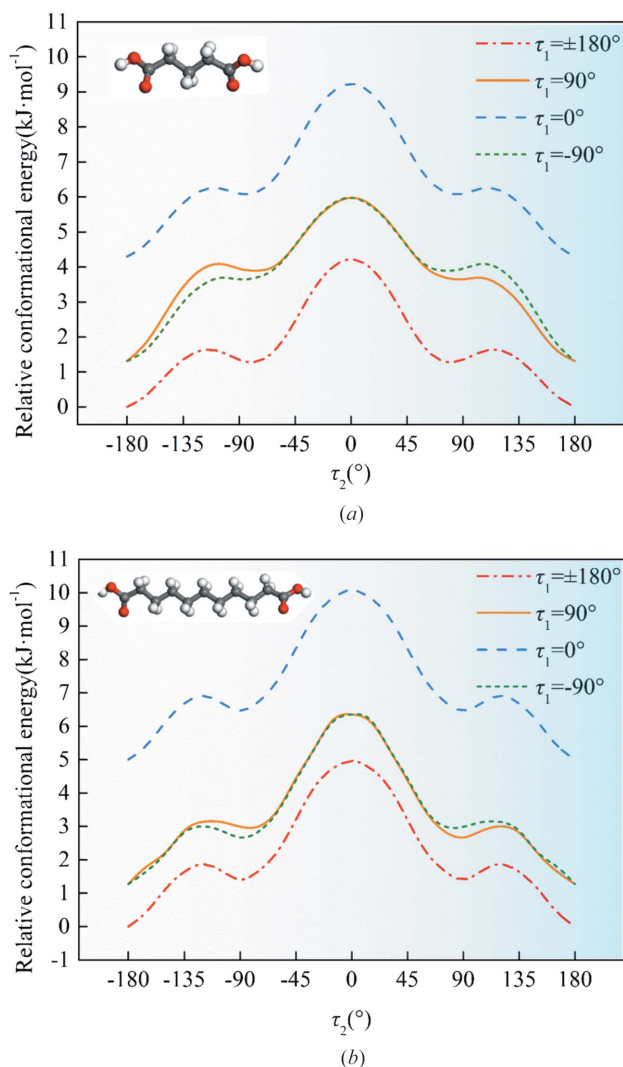 (a)
Relative conformational energy(kJ·mol⁻¹)
11
10
9
8
7
6
5
4
3
2
1
0
τ₁=±180°
τ₁=90°
τ₁=0°
τ₁=-90°
-180 -135 -90 -45 0 45 90 135 180
τ₂(°)
(a)
Relative conformational energy(kJ·mol⁻¹)
11
10
9
8
7
6
5
4
3
2
1
0
-1
τ₁=±180°
τ₁=90°
τ₁=0°
τ₁=-90°
-180 -135 -90 -45 0 45 90 135 180
τ₂(°)
(b)